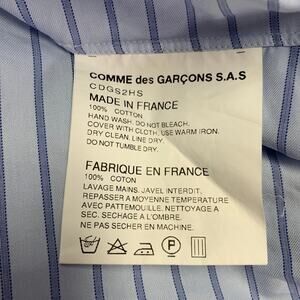 COMME des GARÇONS S.A.S
CDGS2HS
MADE IN FRANCE
100% COTTON
HAND WASH. DO NOT BLEACH.
COVER WITH CLOTH. USE WARM IRON.
DRY CLEAN. LINE DRY.
DO NOT TUMBLE DRY.
FABRIQUE EN FRANCE
100% COTON
LAVAGE MAINS. JAVEL INTERDIT.
REPASSER A MOYENNE TEMPERATURE
AVEC PATTEMOUILLE. NETTOYAGE A
SEC. SECHAGE A L'OMBRE.
NE PAS SECHER EN MACHINE.
F